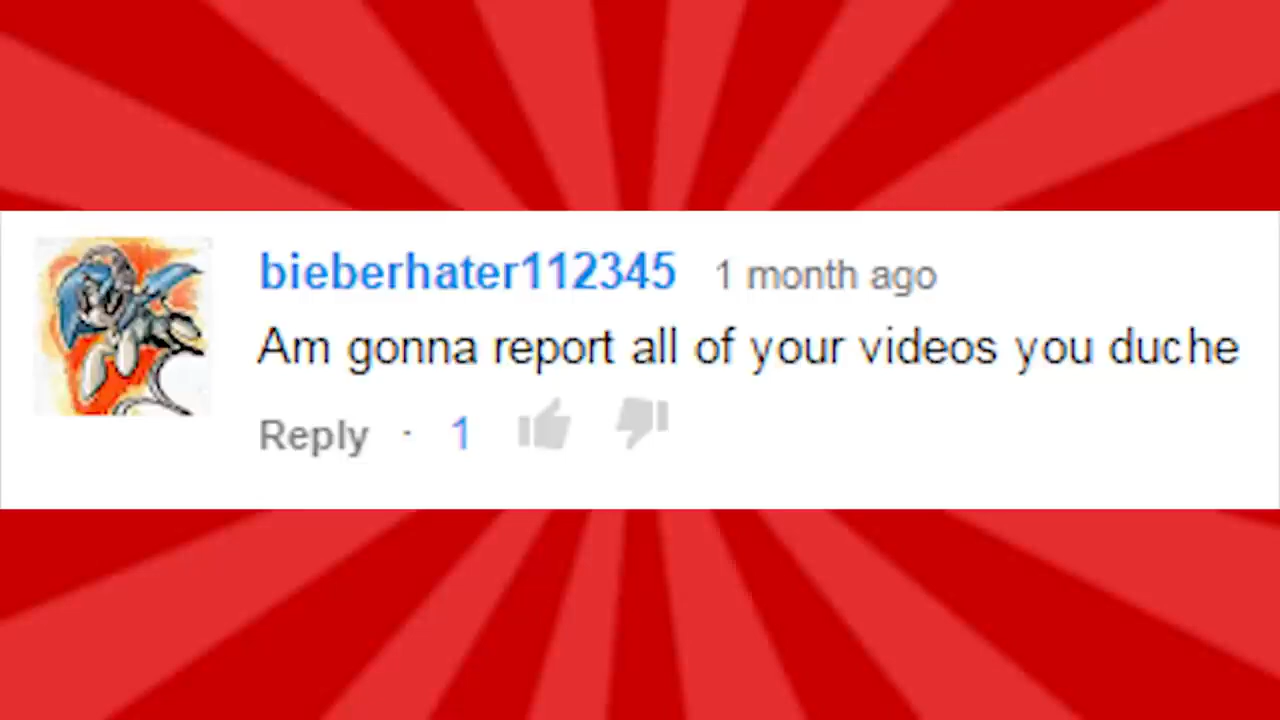 bieberhater112345 1 month ago
Am gonna report all of your videos you duche
Reply · 1